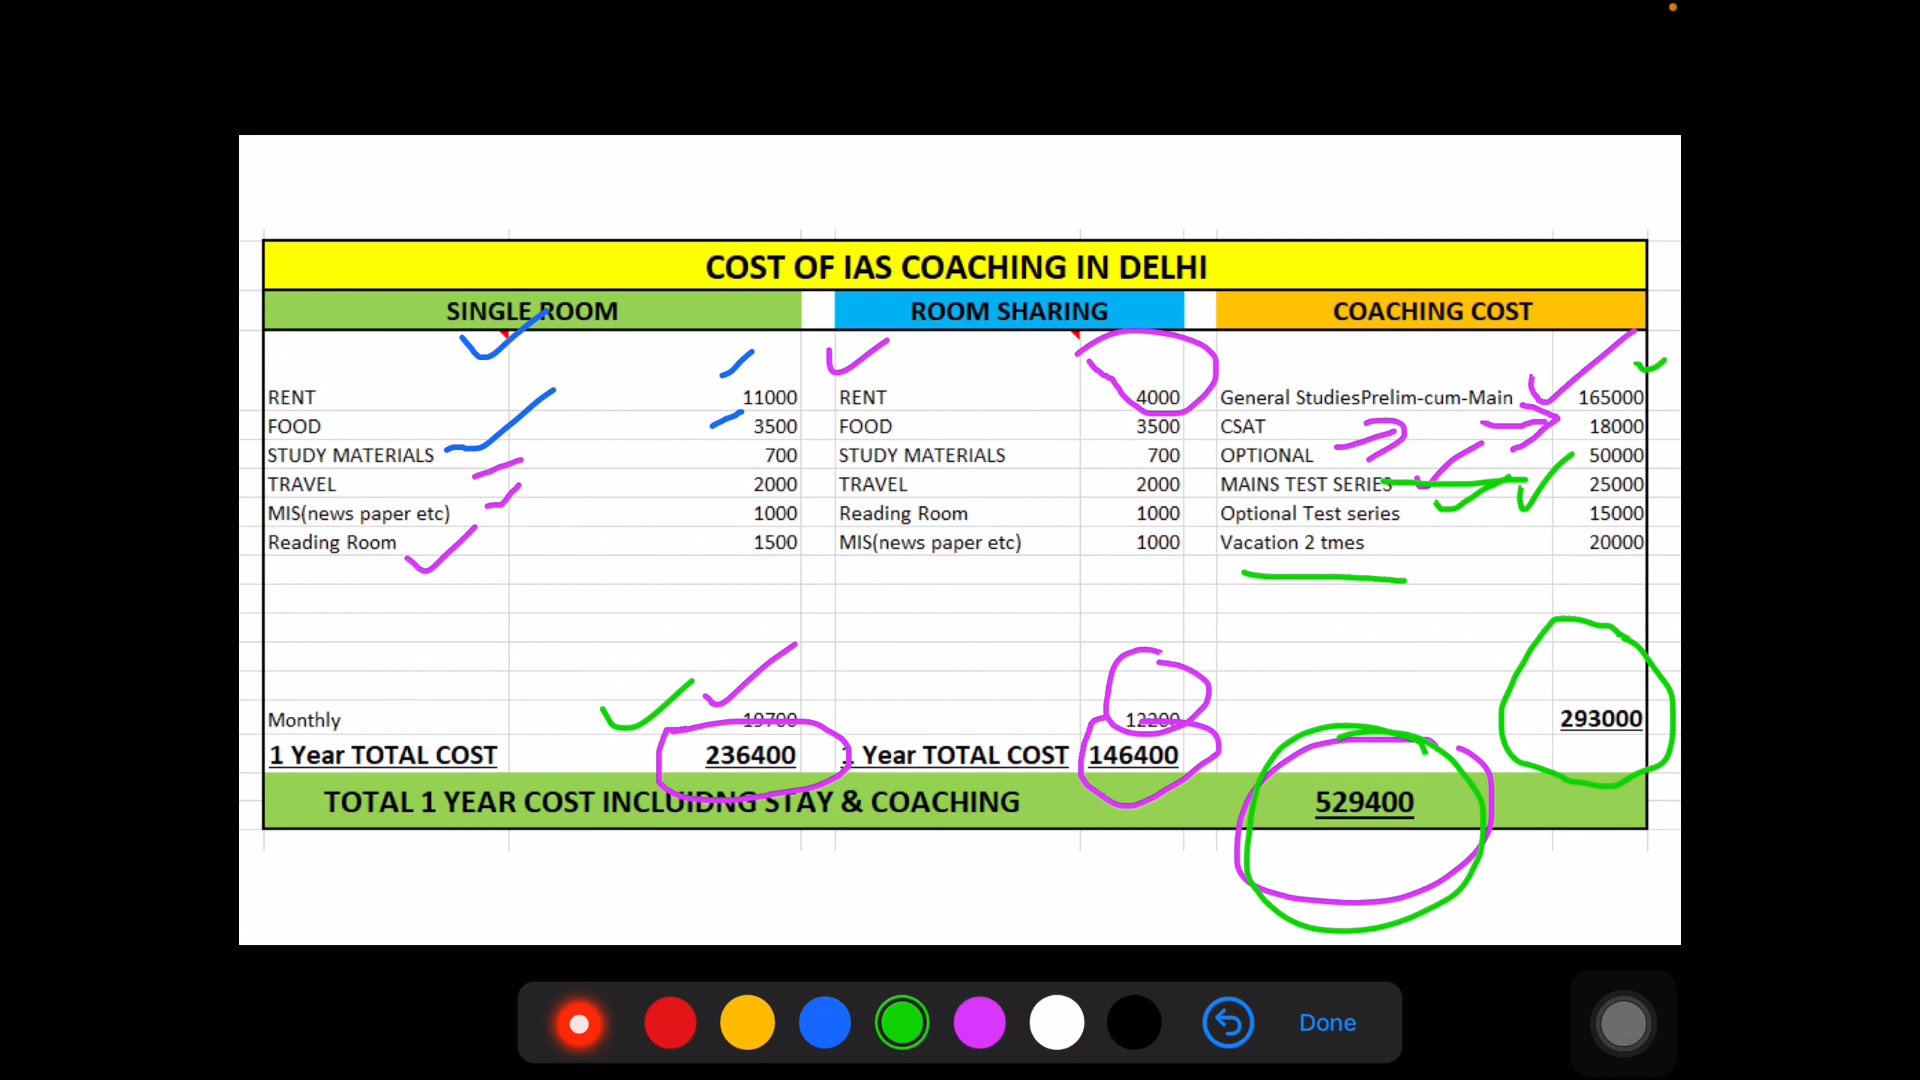 COST OF IAS COACHING IN DELHI
SINGLE ROOM ROOM SHARING COACHING COST
RENT 11000 RENT 4000 General StudiesPrelim-cum-Main 165000
FOOD 3500 FOOD 3500 CSAT 18000
STUDY MATERIALS 700 STUDY MATERIALS 700 OPTIONAL 50000
TRAVEL 2000 TRAVEL 2000 MAINS TEST SERIES 25000
MIS(news paper etc) 1000 Reading Room 1000 Optional Test series 15000
Reading Room 1500 MIS(news paper etc) 1000 Vacation 2 tmes 20000
Monthly 19700 12200 293000
1 Year TOTAL COST 236400 1 Year TOTAL COST 146400
TOTAL 1 YEAR COST INCLUIDNG STAY & COACHING 529400
Done